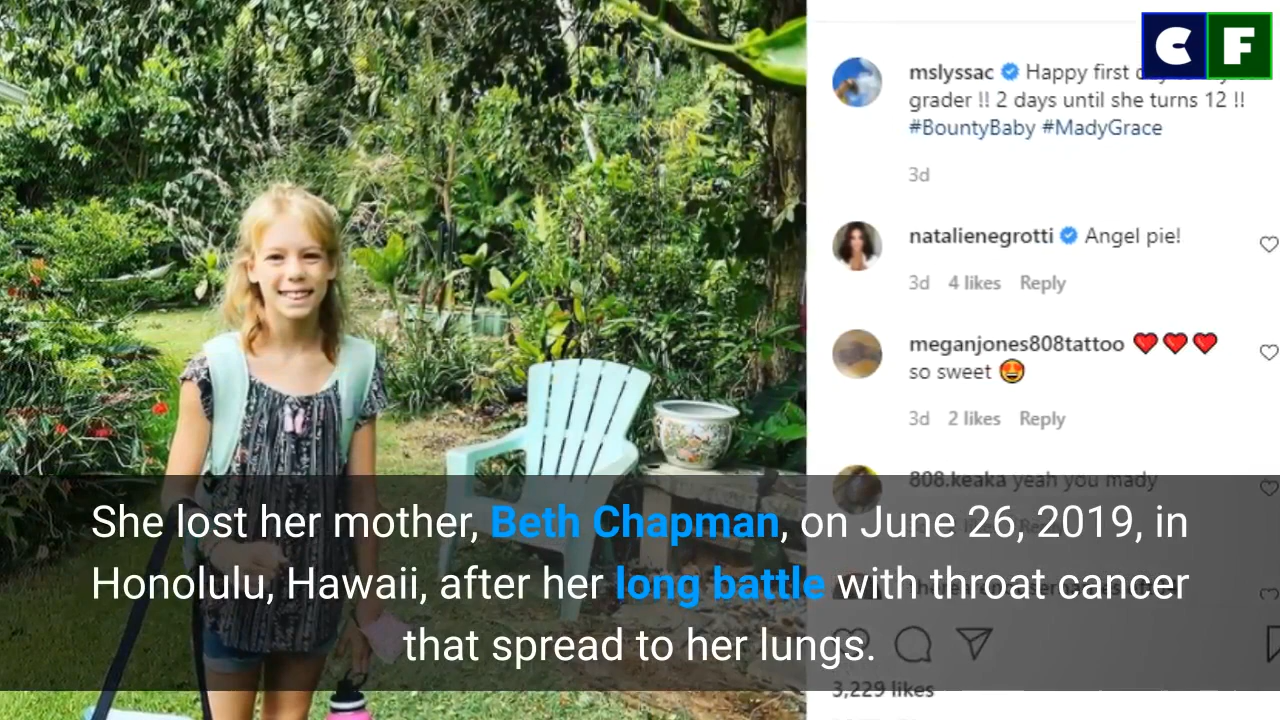 C F
mslyssac Happy first
grader !! 2 days until she turns 12 !!
#BountyBaby #MadyGrace
3d
natalienegrotti Angel pie!
3d 4 likes Reply
meganjones808tattoo ❤️❤️❤️
so sweet 🤩
3d 2 likes Reply
808.keaka yeah you mady
She lost her mother, Beth Chapman, on June 26, 2019, in
Honolulu, Hawaii, after her long battle with throat cancer
that spread to her lungs.
3,229 likes